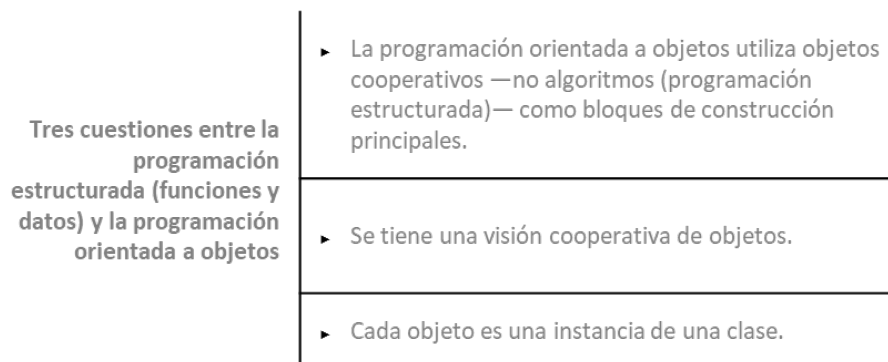 Tres cuestiones entre la
programación
estructurada (funciones y
datos) y la programación
orientada a objetos
► La programación orientada a objetos utiliza objetos
cooperativos —no algoritmos (programación
estructurada)— como bloques de construcción
principales.
► Se tiene una visión cooperativa de objetos.
► Cada objeto es una instancia de una clase.